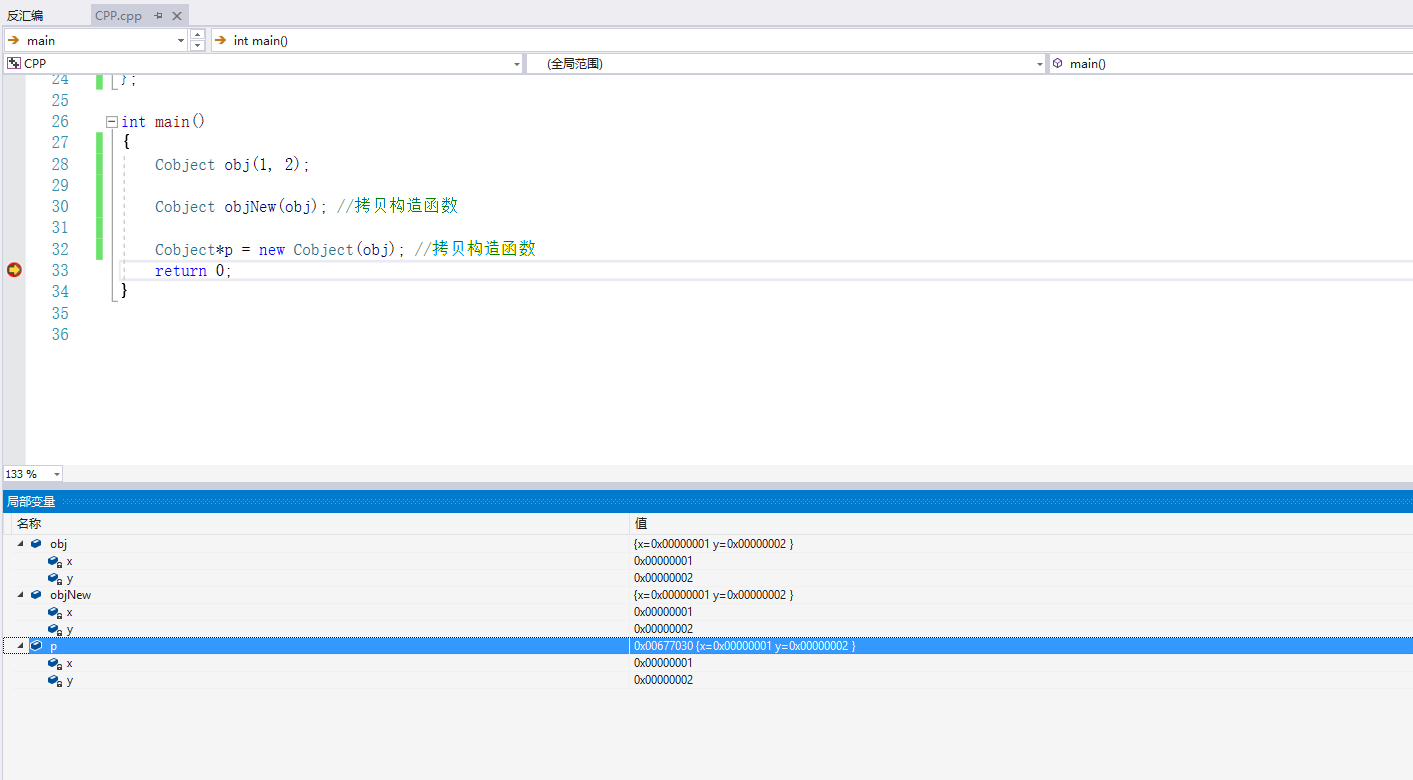 反汇编 CPP.cpp
main int main()
CPP (全局范围) main()
24 };
25
26 int main()
27 {
28 Cobject obj(1, 2);
29
30 Cobject objNew(obj); //拷贝构造函数
31
32 Cobject*p = new Cobject(obj); //拷贝构造函数
33 return 0;
34 }
35
36
133 %
局部变量
名称 值
obj {x=0x00000001 y=0x00000002 }
x 0x00000001
y 0x00000002
objNew {x=0x00000001 y=0x00000002 }
x 0x00000001
y 0x00000002
p 0x00677030 {x=0x00000001 y=0x00000002 }
x 0x00000001
y 0x00000002